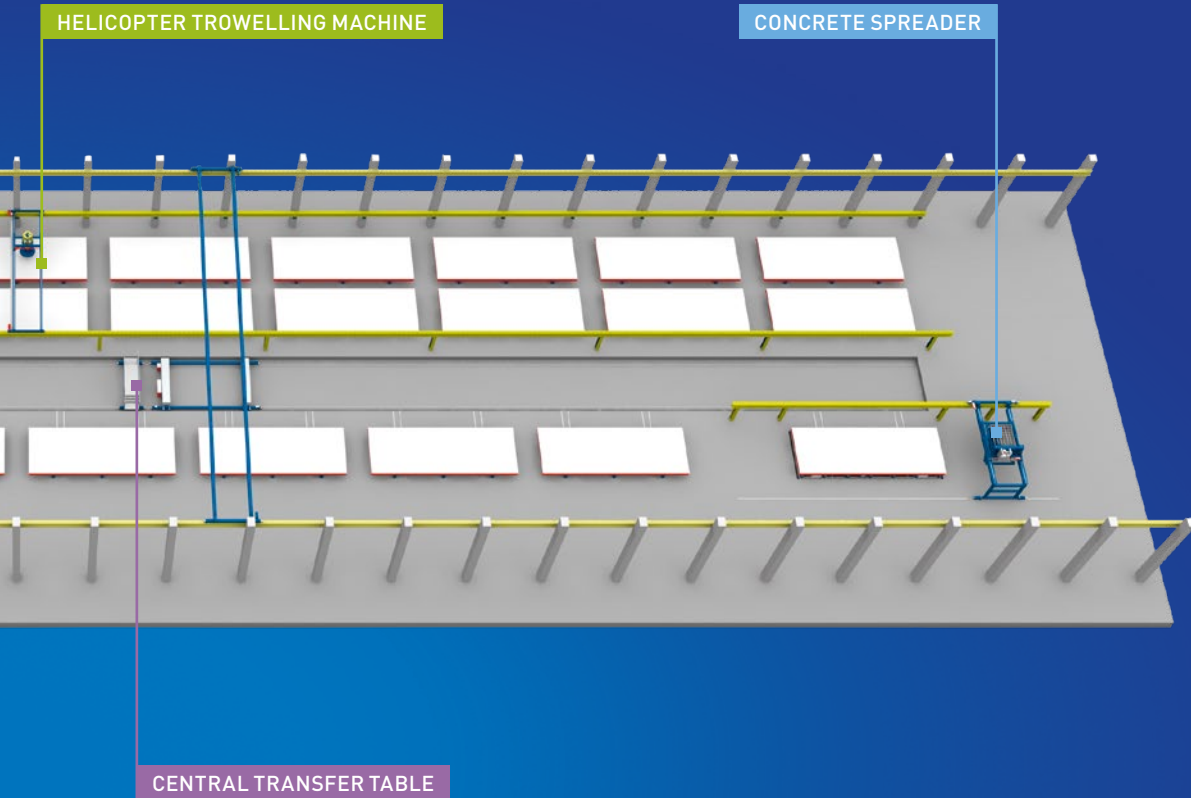 HELICOPTER TROWELLING MACHINE
CONCRETE SPREADER
CENTRAL TRANSFER TABLE